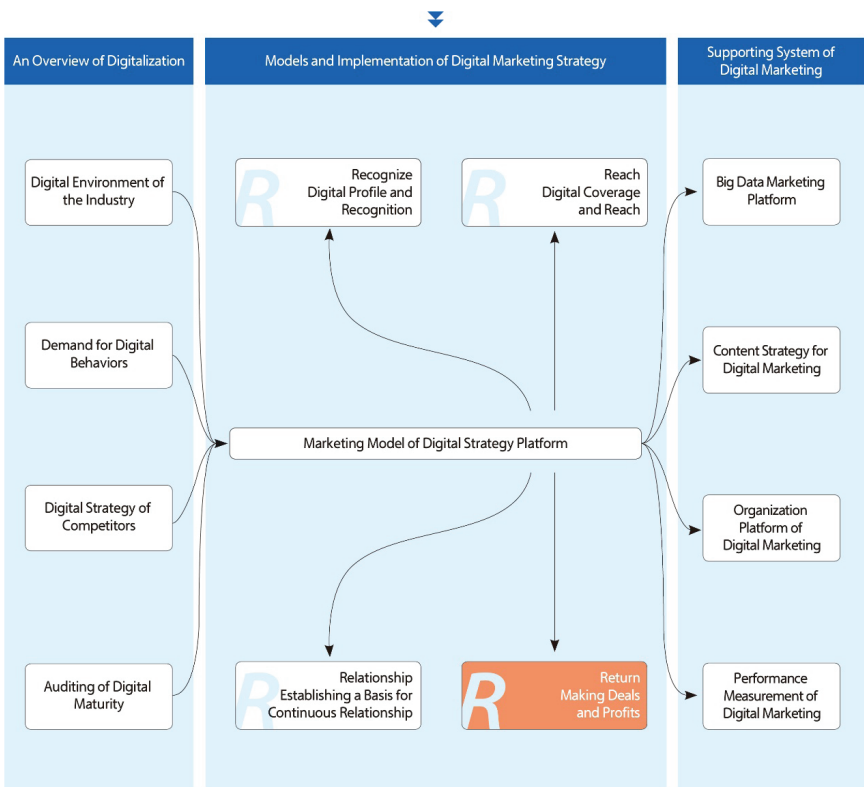 An Overview of Digitalization
Models and Implementation of Digital Marketing Strategy
Supporting System of
Digital Marketing
Digital Environment of
the Industry
Demand for Digital
Behaviors
Digital Strategy of
Competitors
Auditing of Digital
Maturity
R
Recognize
Digital Profile and
Recognition
R
Reach
Digital Coverage
and Reach
Marketing Model of Digital Strategy Platform
R
Relationship
Establishing a Basis for
Continuous Relationship
R
Return
Making Deals
and Profits
Big Data Marketing
Platform
Content Strategy for
Digital Marketing
Organization
Platform of
Digital Marketing
Performance
Measurement of
Digital Marketing